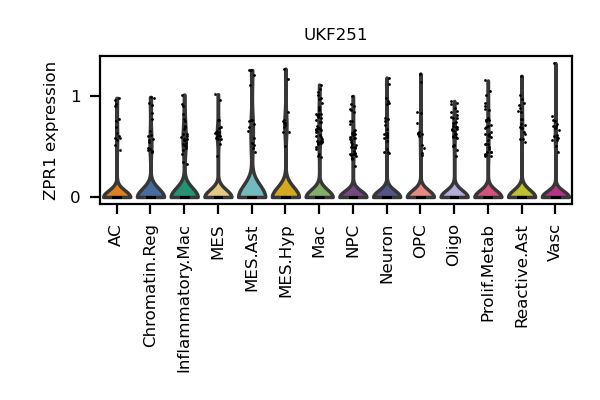 UKF251
ZPR1 expression
1
0
AC
Chromatin.Reg
Inflammatory.Mac
MES
MES.Ast
MES.Hyp
Mac
NPC
Neuron
OPC
Oligo
Prolif.Metab
Reactive.Ast
Vasc